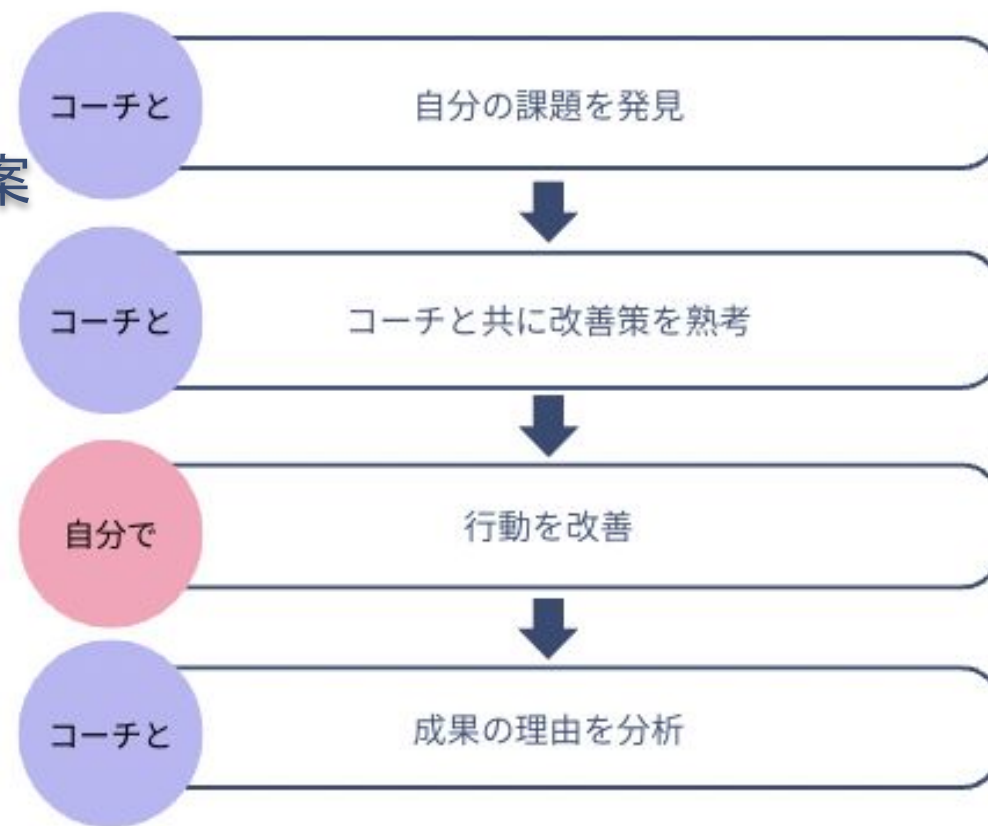 コーチと
自分の課題を発見
案
コーチと
コーチと共に改善策を熟考
自分で
行動を改善
コーチと
成果の理由を分析